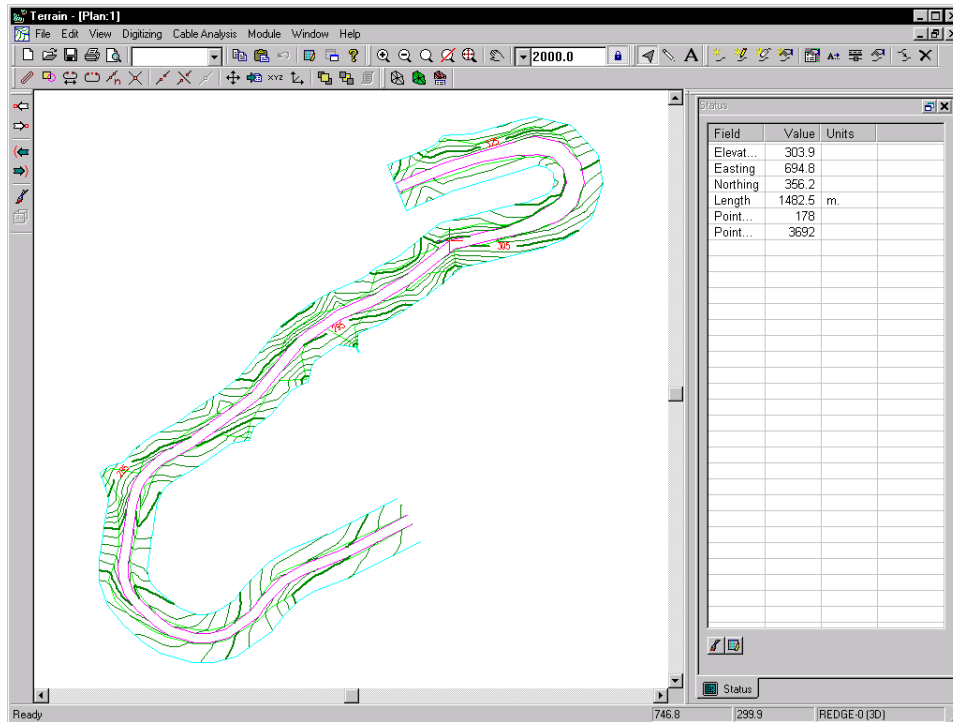 Terrain - [Plan:1]
File Edit View Digitizing Cable Analysis Module Window Help
2000.0
A A±
XYZ
Status
Field Value Units
Elevat... 303.9
Easting 694.8
Northing 356.2
Length 1482.5 m.
Point... 178
Point... 3692
305
Status
Ready 746.8 299.9 REDGE-0 (3D)